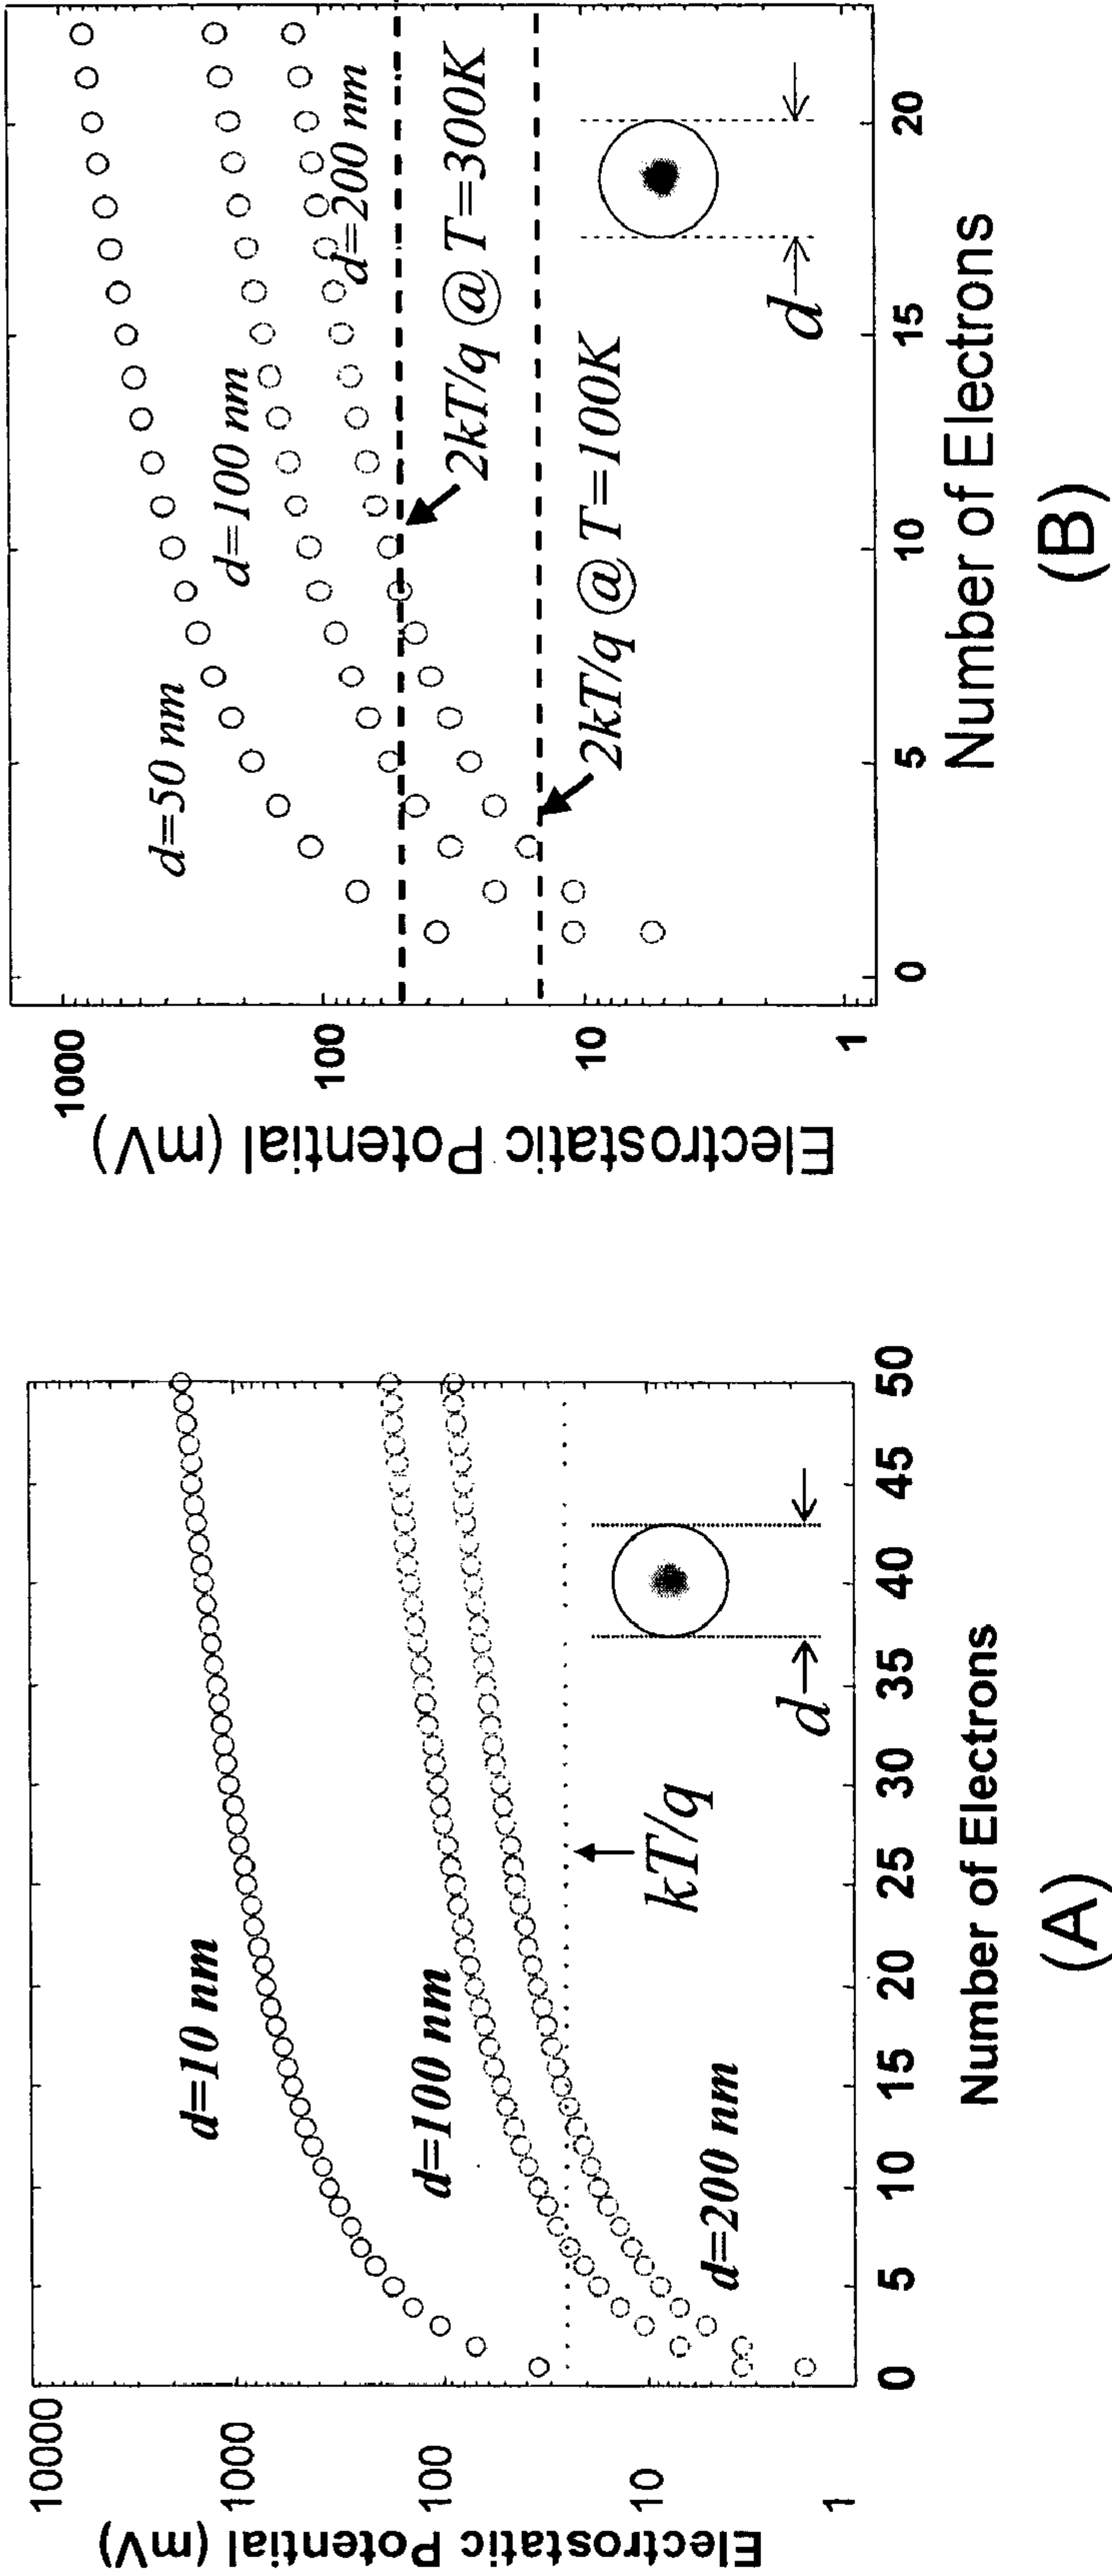 Electrostatic Potential (mV)
10000
1000
100
10
1
d=10 nm
d=100 nm
d=200 nm
kT/q
d
0 5 10 15 20 25 30 35 40 45 50
Number of Electrons
(A)
Electrostatic Potential (mV)
1000
100
10
1
d=50 nm
d=100 nm
d=200 nm
2kT/q @ T=300K
2kT/q @ T=100K
d
0 5 10 15 20
Number of Electrons
(B)